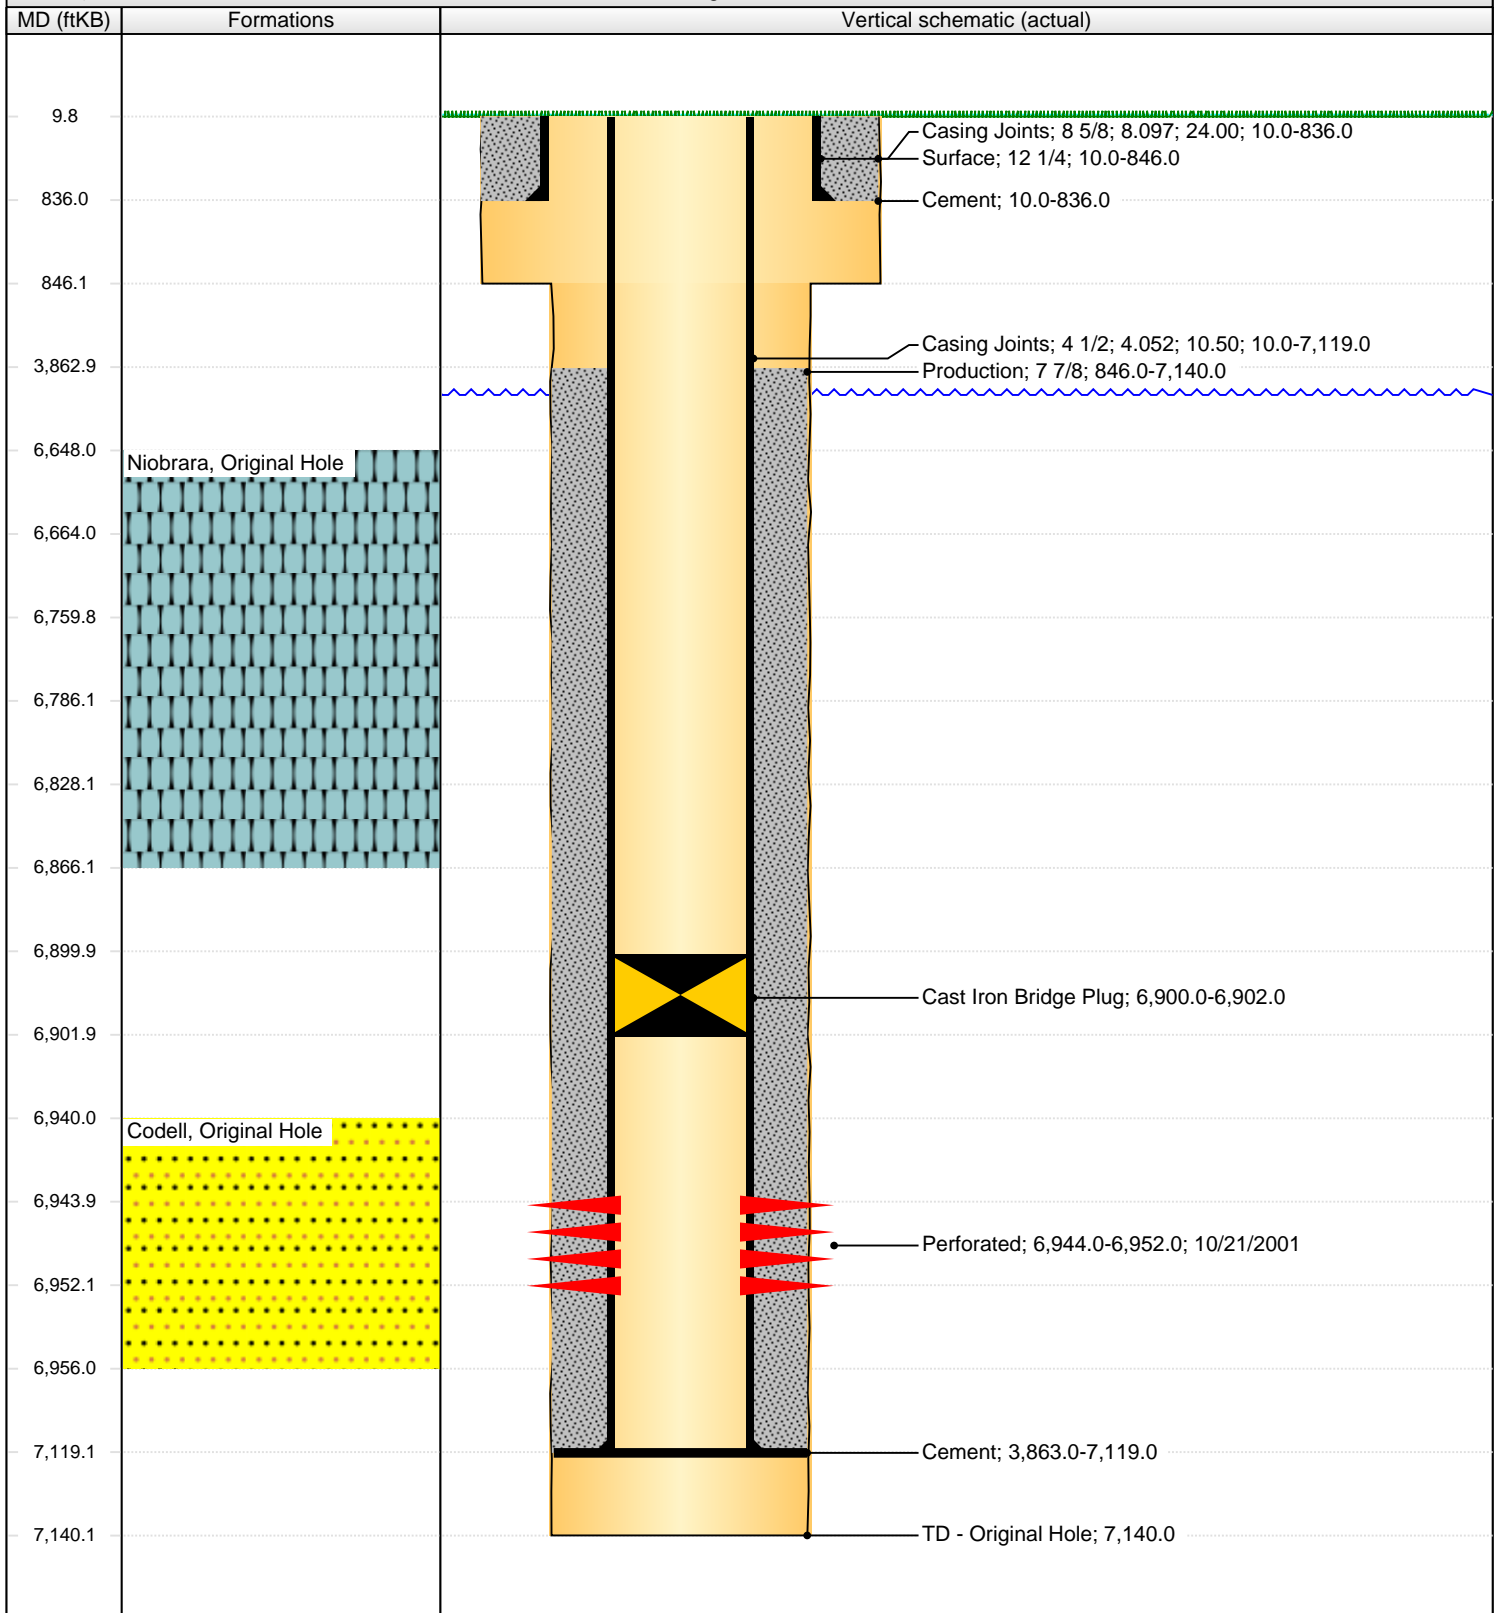 MD (ftKB)
Formations
Vertical schematic (actual)
9.8
Casing Joints; 8 5/8; 8.097; 24.00; 10.0-836.0
Surface; 12 1/4; 10.0-846.0
836.0
Cement; 10.0-836.0
846.1
Casing Joints; 4 1/2; 4.052; 10.50; 10.0-7,119.0
3,862.9
Production; 7 7/8; 846.0-7,140.0
6,648.0
Niobrara, Original Hole
6,664.0
6,759.8
6,786.1
6,828.1
6,866.1
6,899.9
Cast Iron Bridge Plug; 6,900.0-6,902.0
6,901.9
6,940.0
Codell, Original Hole
6,943.9
Perforated; 6,944.0-6,952.0; 10/21/2001
6,952.1
6,956.0
7,119.1
Cement; 3,863.0-7,119.0
7,140.1
TD - Original Hole; 7,140.0